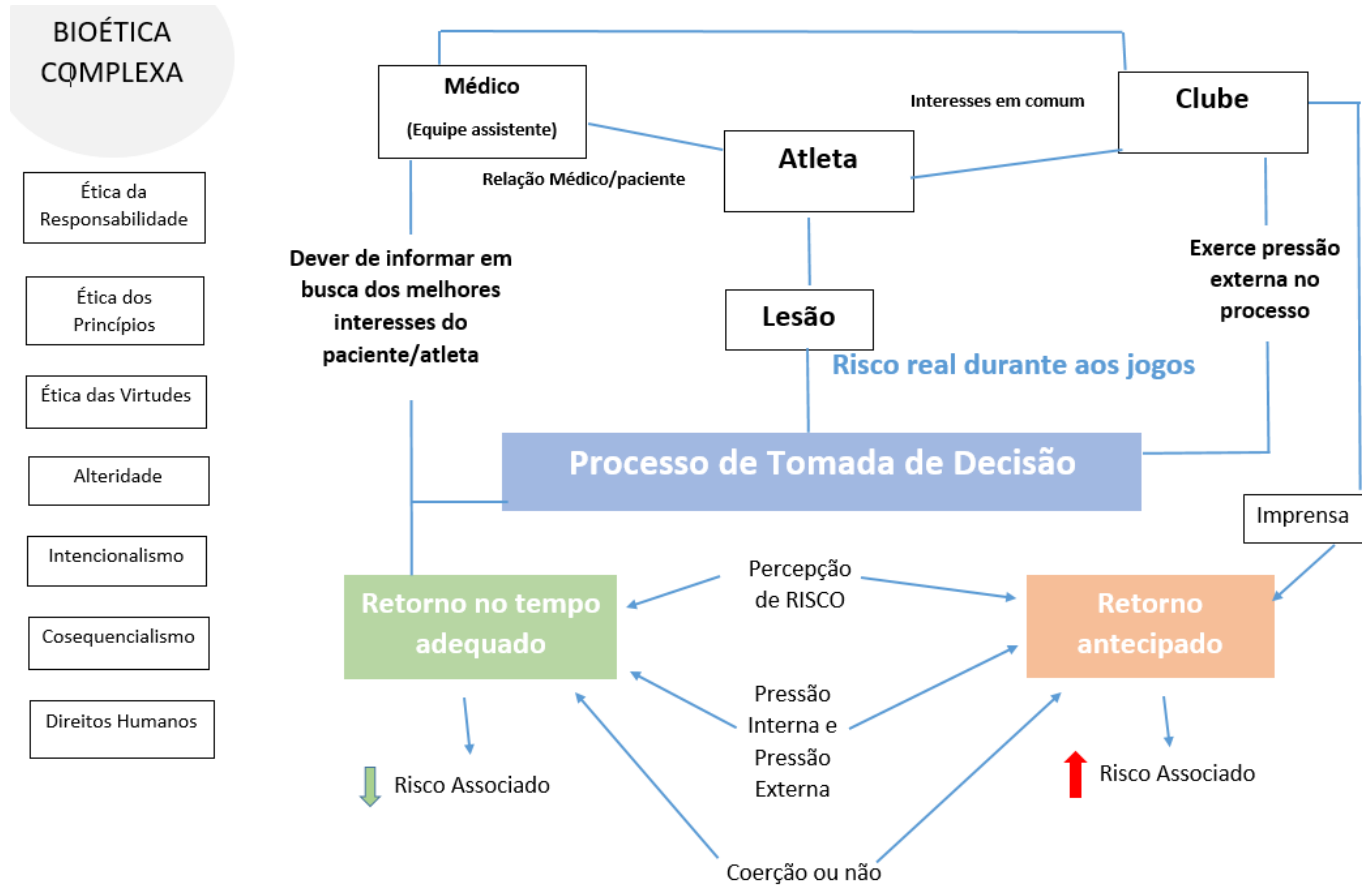 BIOÉTICA
COMPLEXA
Ética da
Responsabilidade
Ética dos
Princípios
Ética das Virtudes
Alteridade
Intencionalismo
Cosequencialismo
Direitos Humanos
Médico
(Equipe assistente)
Relação Médico/paciente
Atleta
Interesses em comum
Clube
Dever de informar em
busca dos melhores
interesses do
paciente/atleta
Lesão
Risco real durante aos jogos
Exerce pressão
externa no
processo
Processo de Tomada de Decisão
Imprensa
Retorno no tempo
adequado
Percepção
de RISCO
Retorno
antecipado
Pressão
Interna e
Pressão
Externa
Risco Associado
Risco Associado
Coerção ou não